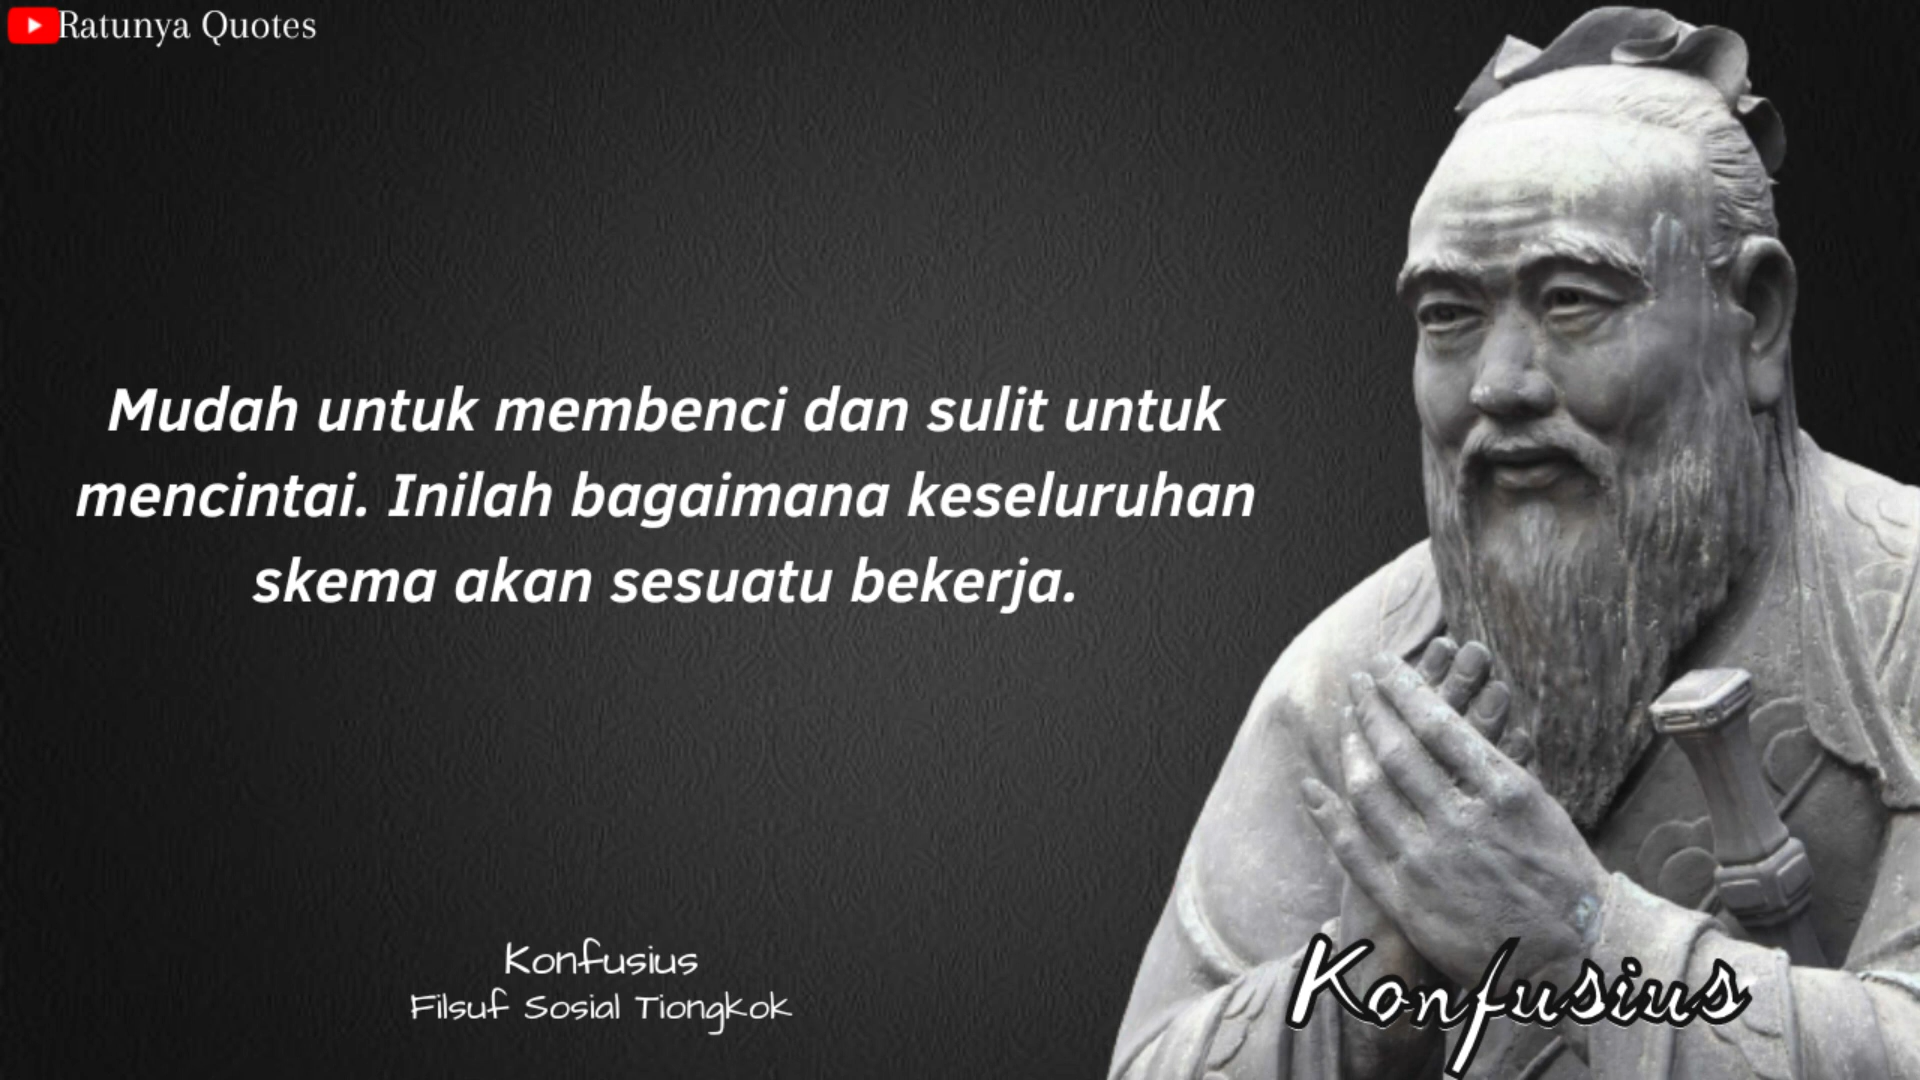 Ratunya Quotes
Mudah untuk membenci dan sulit untuk
mencintai. Inilah bagaimana keseluruhan
skema akan sesuatu bekerja.
Konfusius
Filsuf Sosial Tiongkok
Konfusius